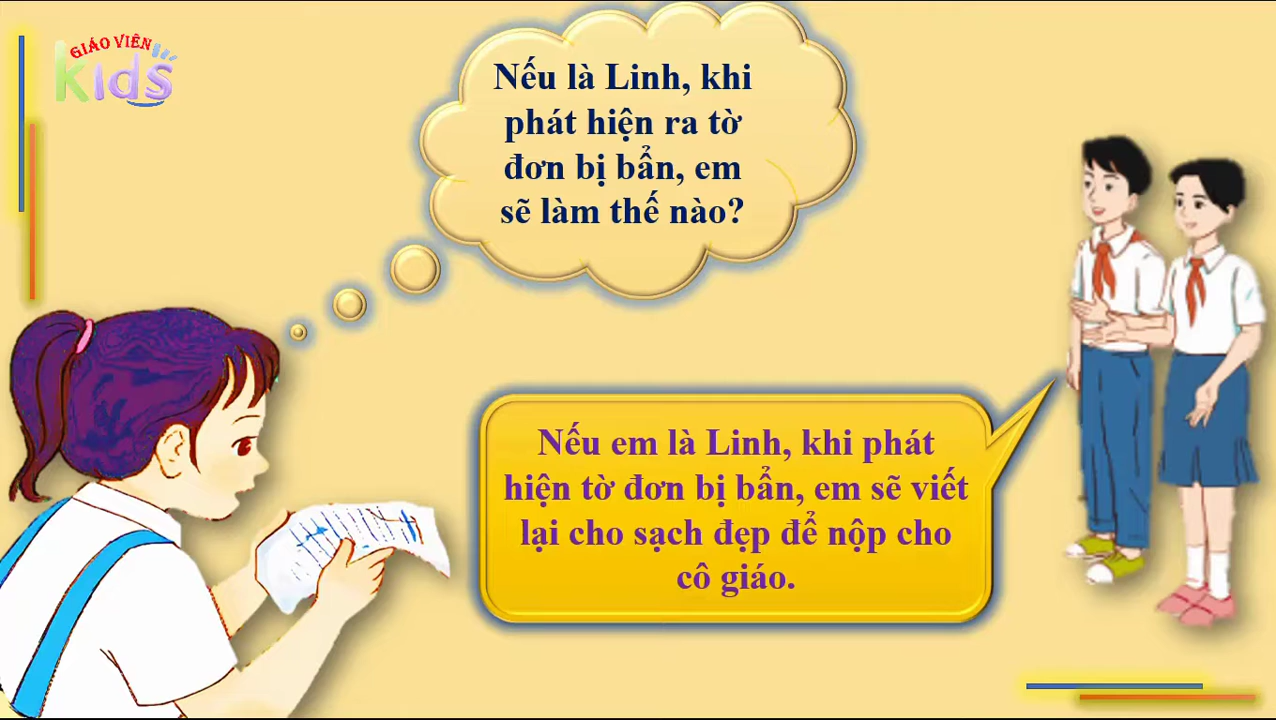 GIÁO VIÊN
kids
Nếu là Linh, khi
phát hiện ra tờ
đơn bị bẩn, em
sẽ làm thế nào?
Nếu em là Linh, khi phát
hiện tờ đơn bị bẩn, em sẽ viết
lại cho sạch đẹp để nộp cho
cô giáo.